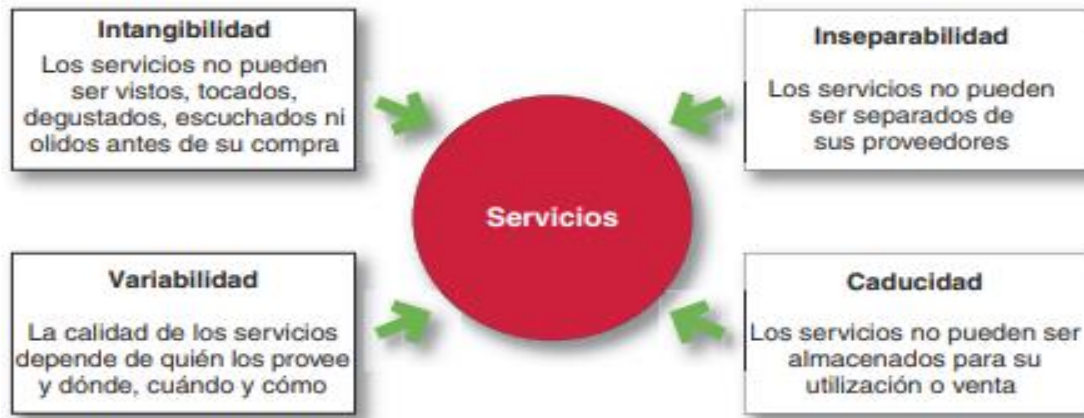 Intangibilidad
Los servicios no pueden
ser vistos, tocados,
degustados, escuchados ni
olidos antes de su compra
Inseparabilidad
Los servicios no pueden
ser separados de
sus proveedores
Servicios
Variabilidad
La calidad de los servicios
depende de quién los provee
y dónde, cuándo y cómo
Caducidad
Los servicios no pueden ser
almacenados para su
utilización o venta